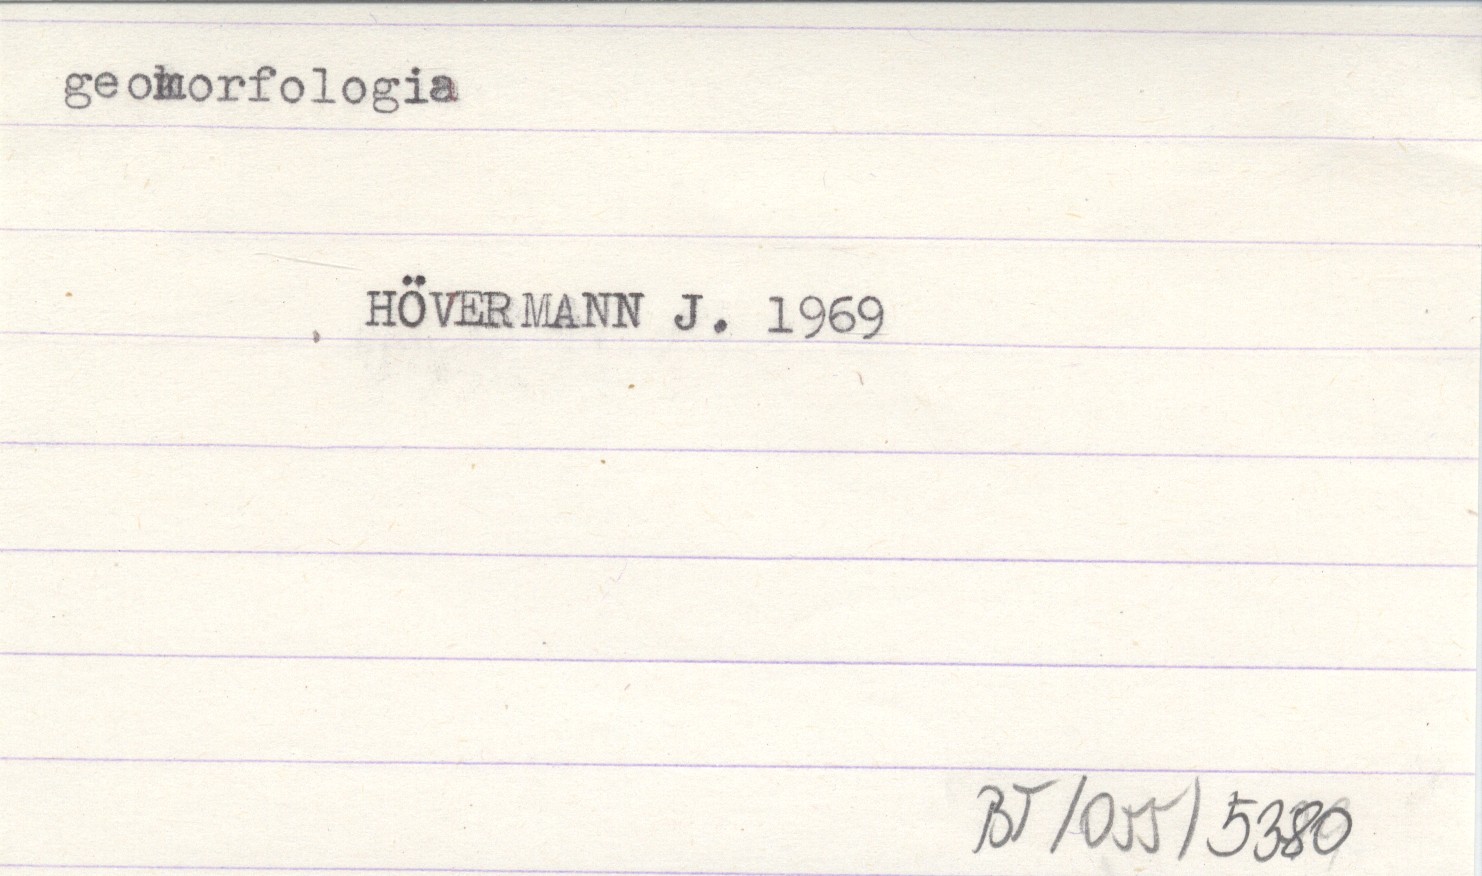 geomorfologia
HÖVERMANN J. 1969
BJ/055/5380